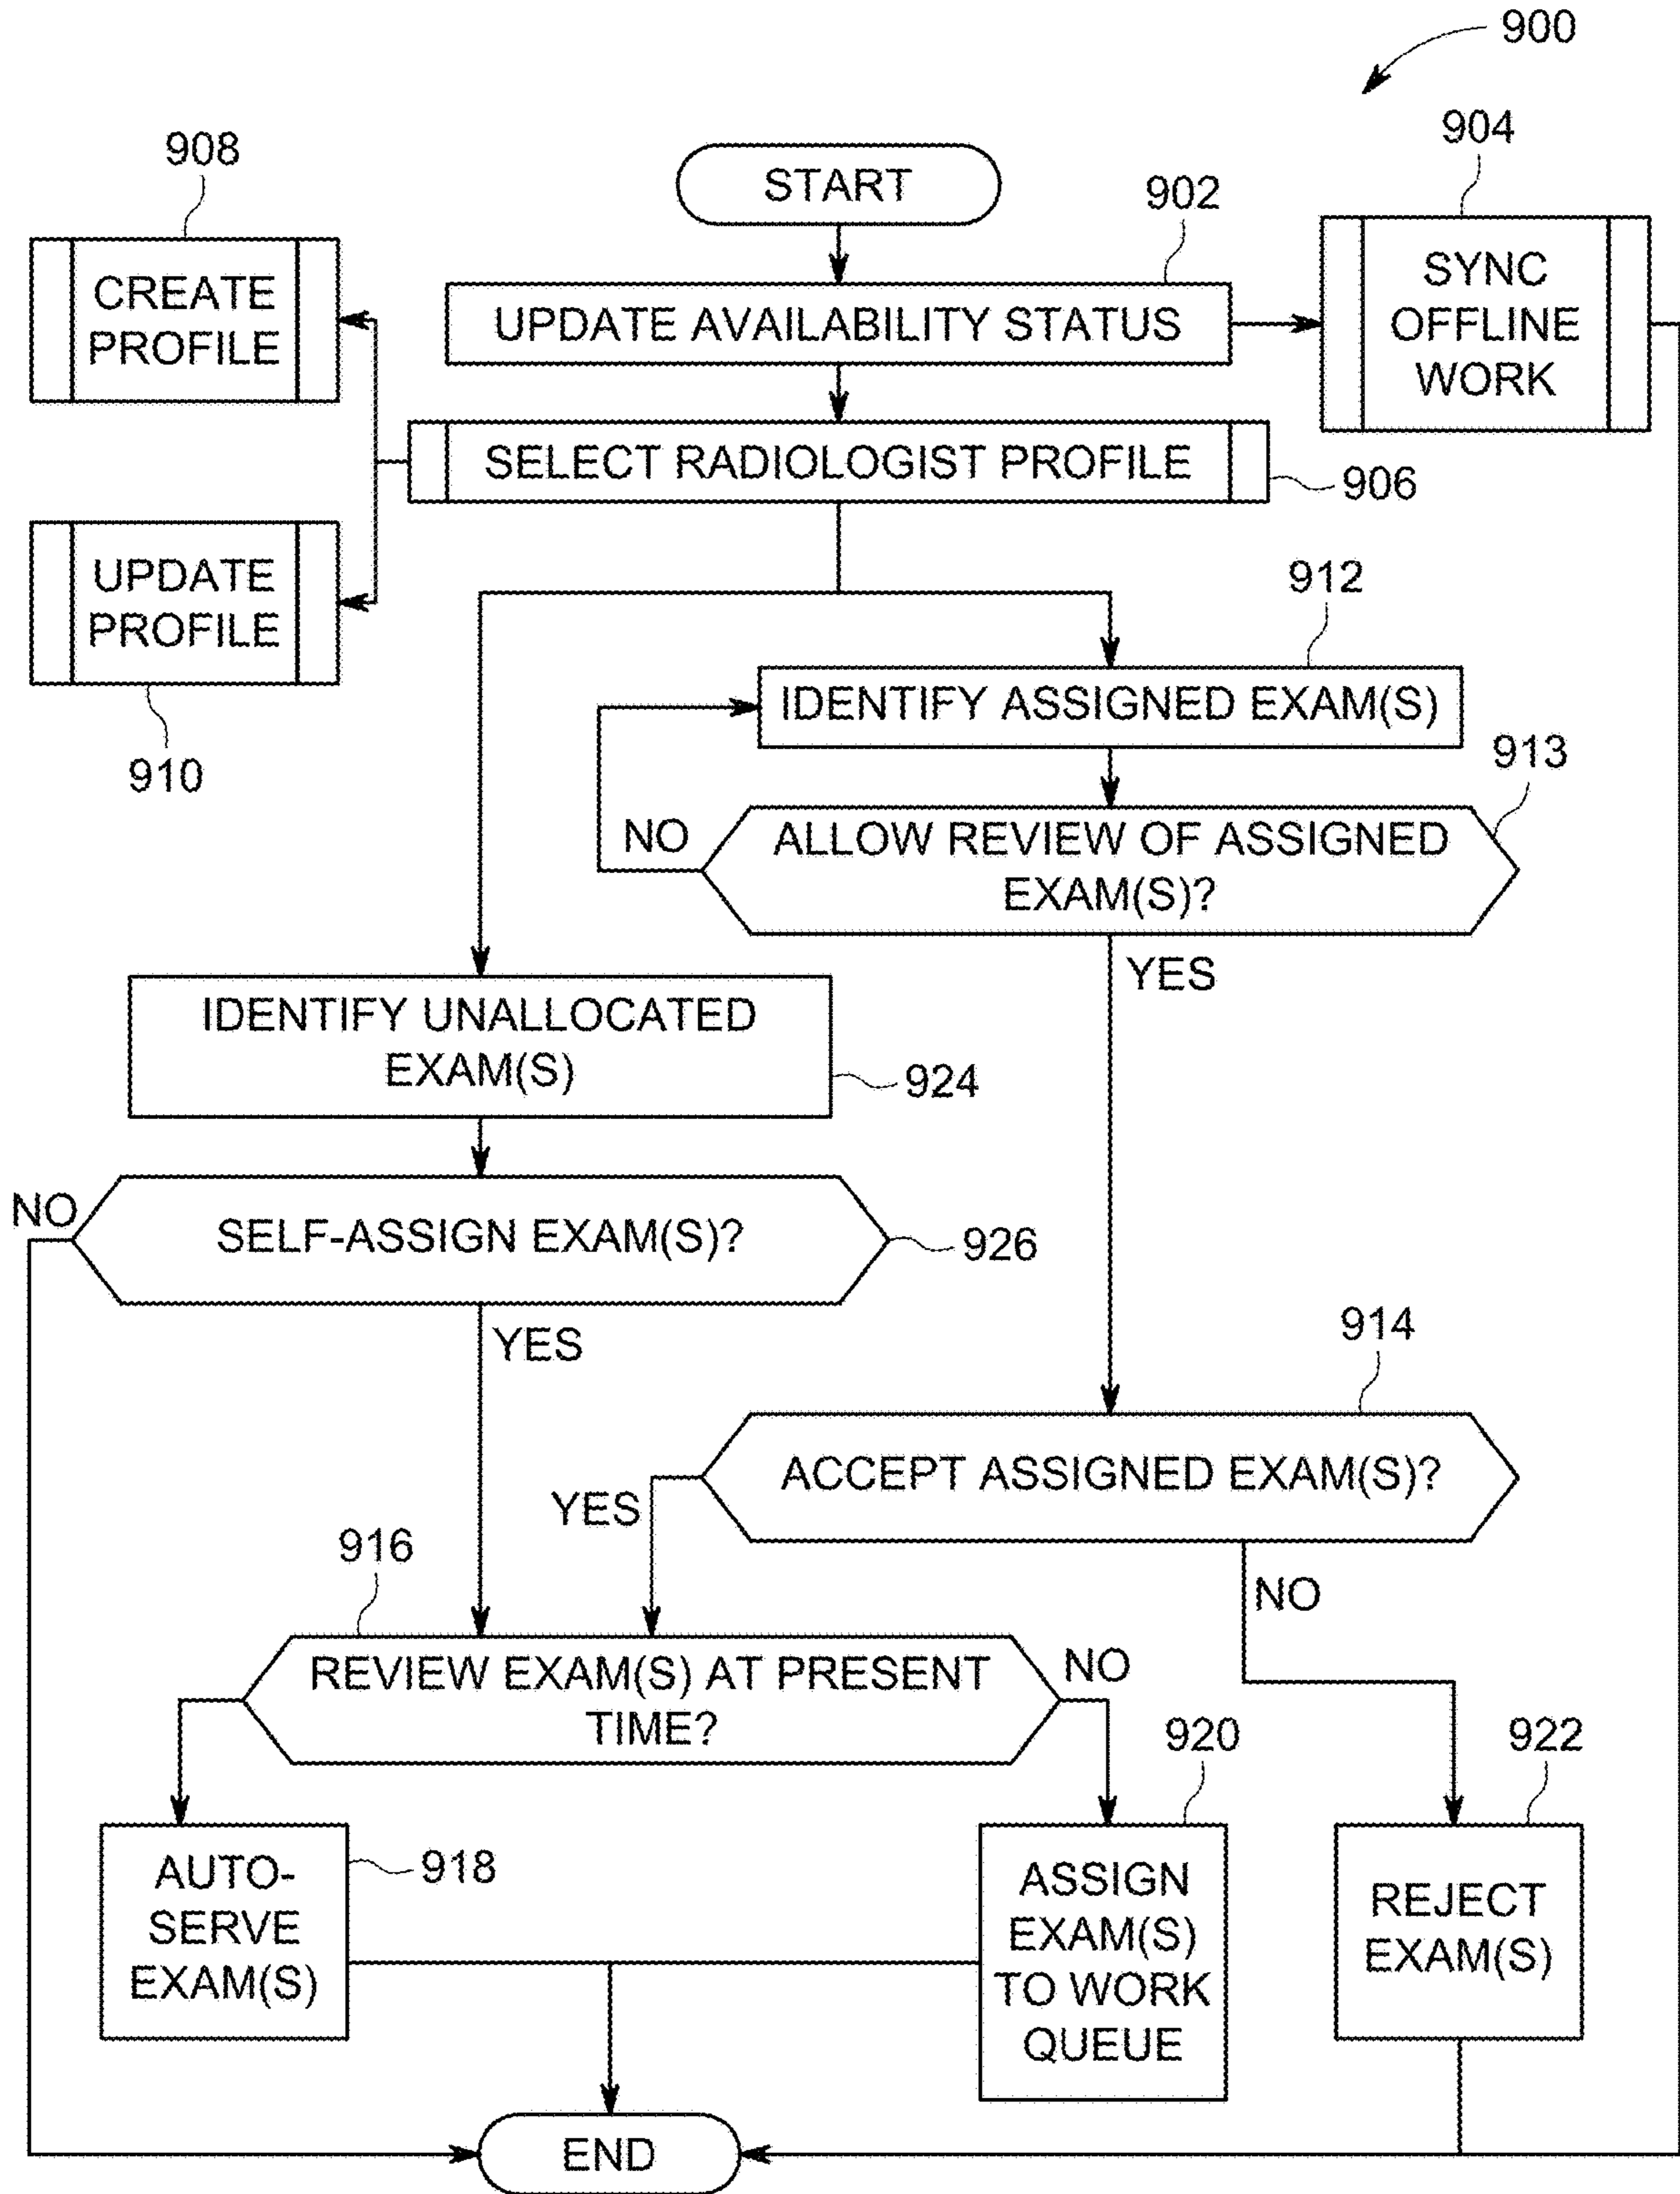 900
908
START
902
904
CREATE
PROFILE
UPDATE AVAILABILITY STATUS
SYNC
OFFLINE
WORK
SELECT RADIOLOGIST PROFILE
906
UPDATE
PROFILE
910
912
IDENTIFY ASSIGNED EXAM(S)
913
NO
ALLOW REVIEW OF ASSIGNED
EXAM(S)?
YES
IDENTIFY UNALLOCATED
EXAM(S)
924
NO
SELF-ASSIGN EXAM(S)?
926
YES
914
ACCEPT ASSIGNED EXAM(S)?
YES
NO
916
REVIEW EXAM(S) AT PRESENT
TIME?
NO
920
922
AUTO-
SERVE
EXAM(S)
918
ASSIGN
EXAM(S)
TO WORK
QUEUE
REJECT
EXAM(S)
END